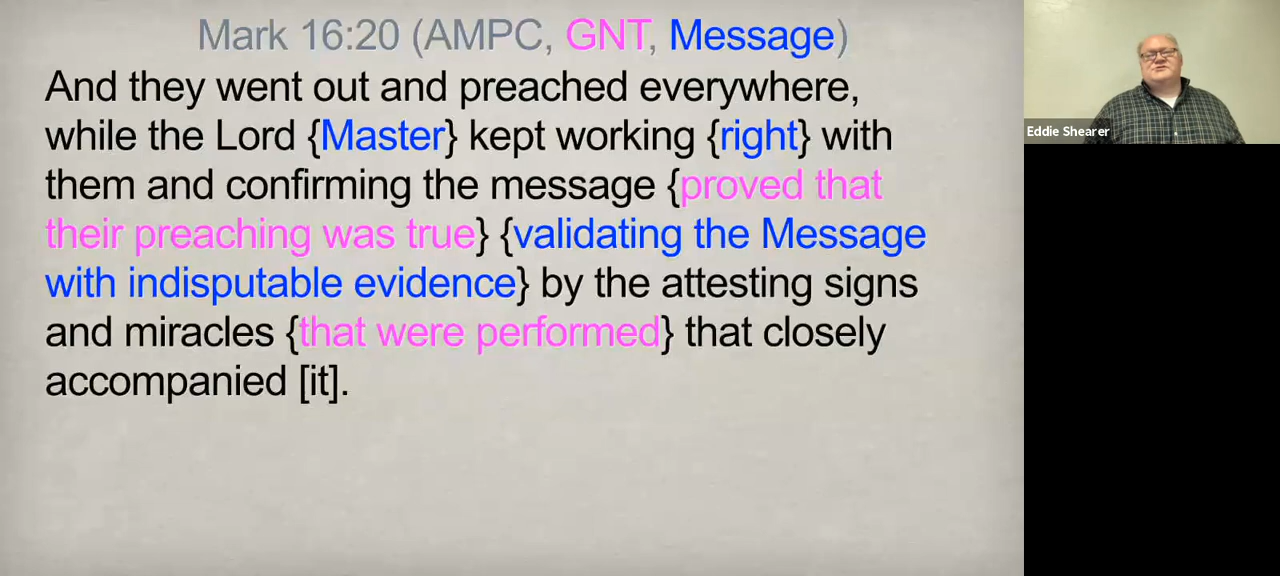 Mark 16:20 (AMPC, GNT, Message)
And they went out and preached everywhere,
while the Lord {Master} kept working {right} with
them and confirming the message {proved that
their preaching was true} {validating the Message
with indisputable evidence} by the attesting signs
and miracles {that were performed} that closely
accompanied [it].
Eddie Shearer